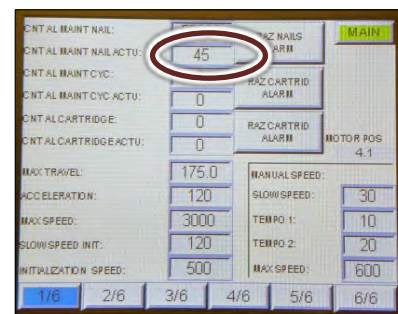 CNT AL MAINT NAIL:
RAZ NAILS ALARM
MAIN
CNT AL MAINT NAIL ACTU: 45
CNT AL MAINT CYC:
RAZ CARTRID ALARM
CNT AL MAINT CYC ACTU: 0
CNT AL CARTRIDGE: 0
RAZ CARTRID ALARM
CNT AL CARTRIDGE ACTU: 0
MOTOR POS
4.1
MAX TRAVEL: 175.0
MANUAL SPEED:
ACCELERATION: 120
SLOW SPEED: 30
MAX SPEED: 3000
TEMPO 1: 10
SLOW SPEED INIT: 120
TEMPO 2: 20
INITIALIZATION SPEED: 500
MAX SPEED: 600
1/6 2/6 3/6 4/6 5/6 6/6